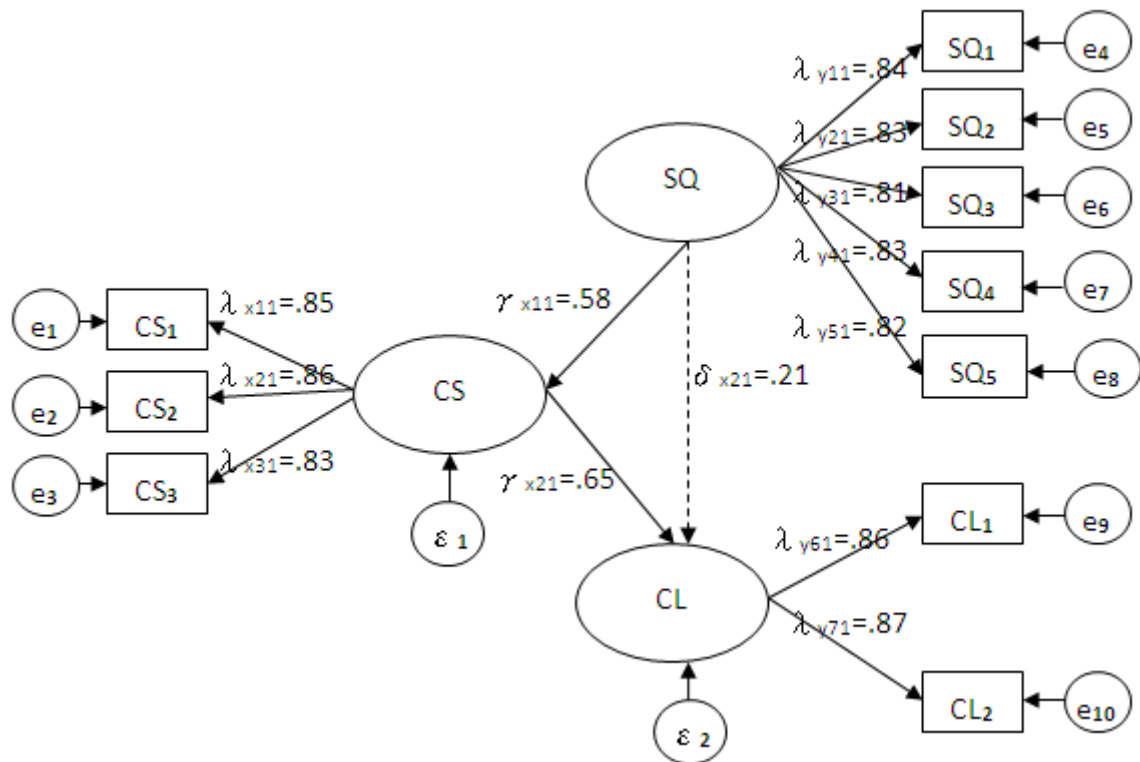 SQ₁
e₄
λ y11=.84
SQ₂
e₅
λ y21=.83
SQ
SQ₃
e₆
λ y31=.81
λ y41=.83
SQ₄
e₇
e₁
CS₁
λ x11=.85
γ x11=.58
λ y51=.82
SQ₅
e₈
δ x21=.21
e₂
CS₂
λ x21=.86
CS
e₃
CS₃
λ x31=.83
γ x21=.65
CL₁
e₉
ε 1
λ y61=.86
CL
λ y71=.87
CL₂
e₁₀
ε 2